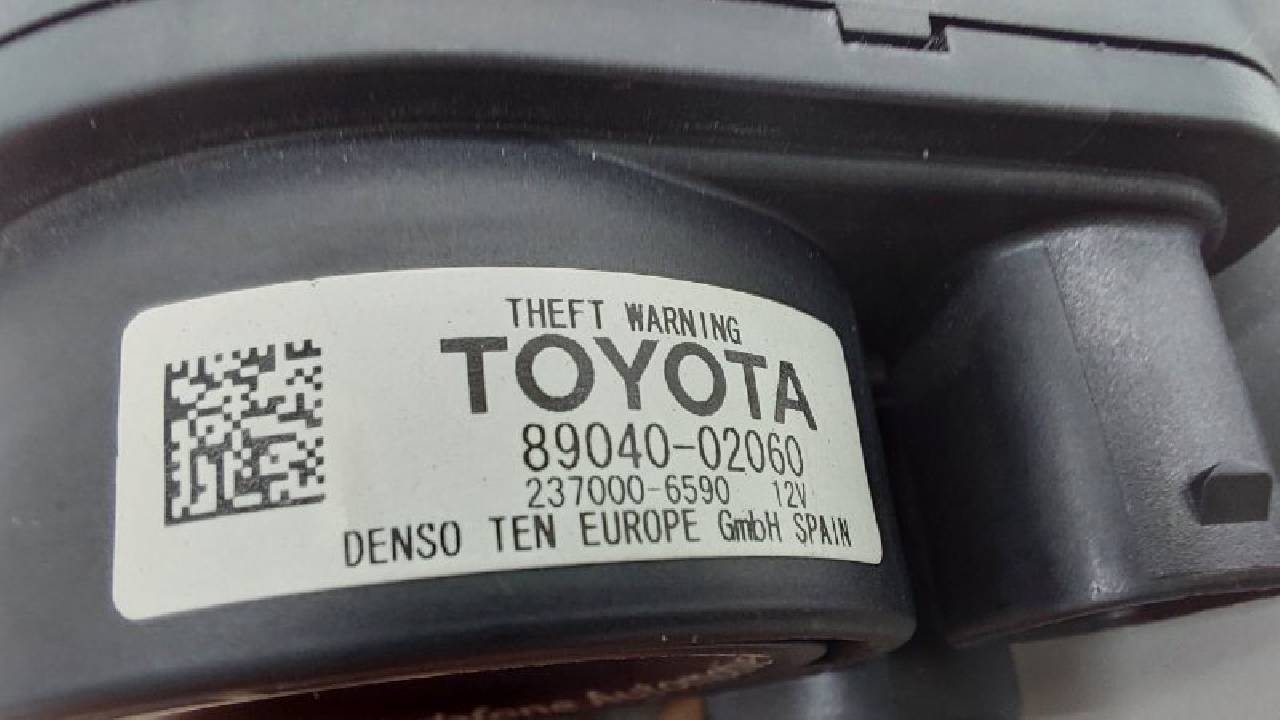 THEFT WARNING
TOYOTA
89040-02060
237000-6590 12V
DENSO TEN EUROPE GmbH SPAIN